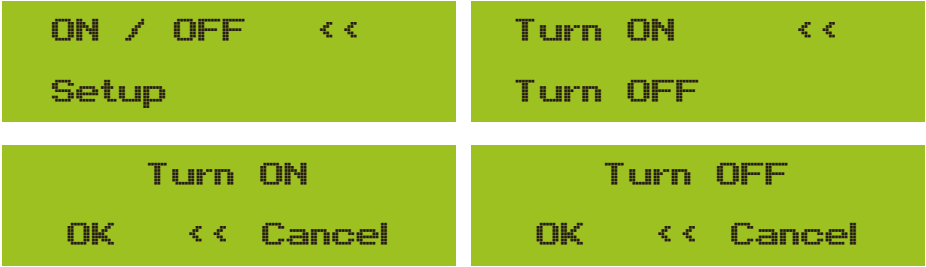 ON / OFF <<
Setup
Turn ON <<
Turn OFF
Turn ON
OK << Cancel
Turn OFF
OK << Cancel